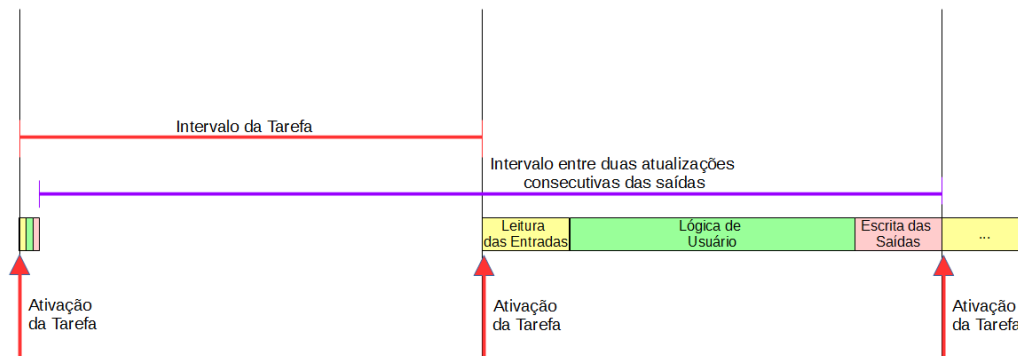 Intervalo da Tarefa
Intervalo entre duas atualizações
consecutivas das saídas
Leitura
das Entradas
Lógica de
Usuário
Escrita das
Saídas
...
Ativação
da Tarefa
Ativação
da Tarefa
Ativação
da Tarefa